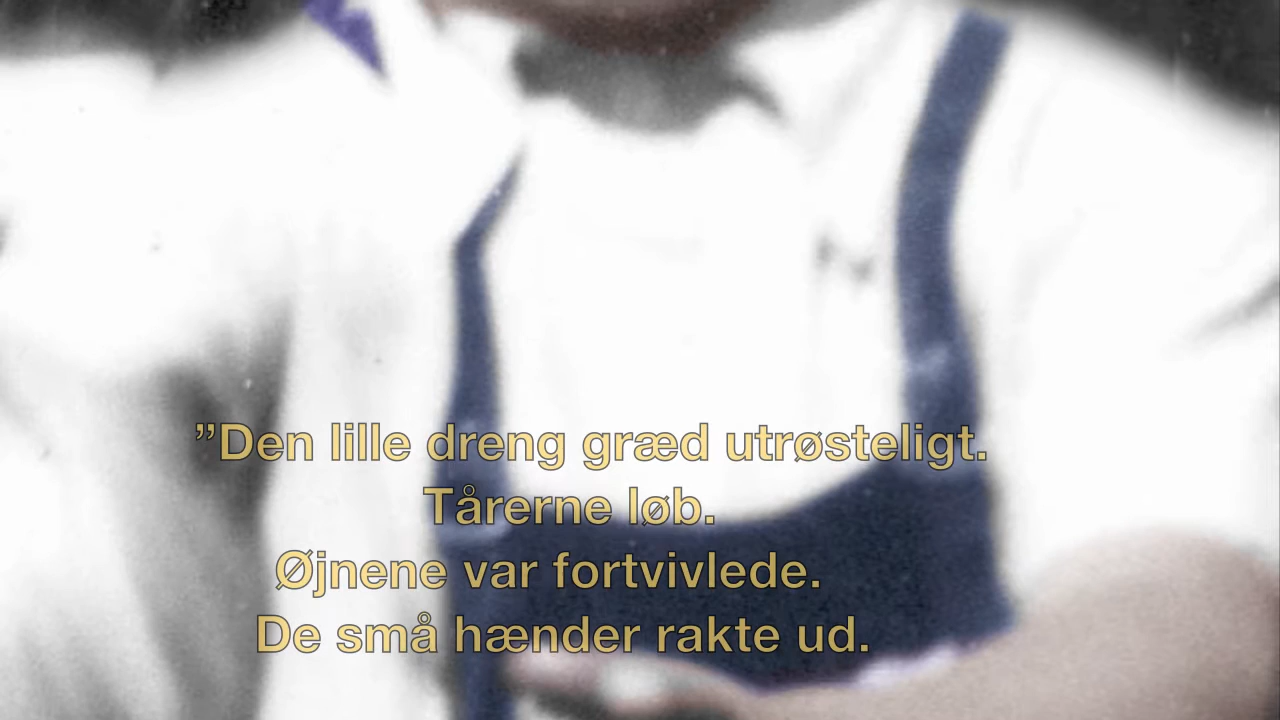 ”Den lille dreng græd utrøsteligt.
Tårerne løb.
Øjnene var fortvivlede.
De små hænder rakte ud.